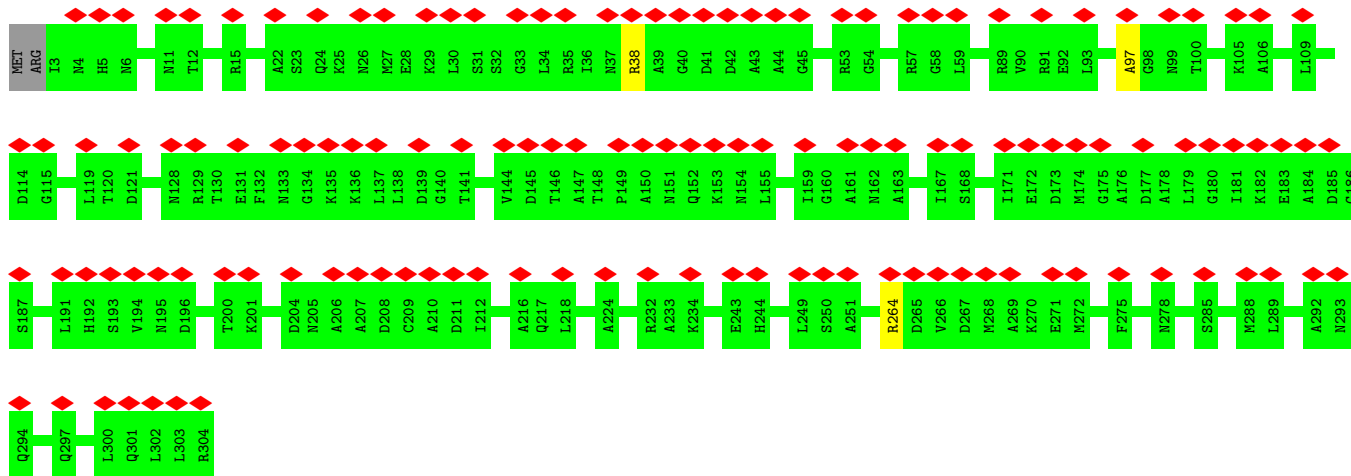 MET ARG I3 N4 H5 N6 N11 T12 R15 A22 S23 Q24 K25 N26 M27 E28 K29 L30 S31 S32 G33 L34 R35 I36 N37 R38 A39 G40 D41 D42 A43 A44 G45 R53 G54 R57 G58 L59 R89 V90 R91 E92 L93 A97 G98 N99 T100 K105 A106 L109
D114 G115 L119 T120 D121 N128 R129 T130 E131 F132 N133 G134 K135 K136 L137 L138 D139 G140 T141 V144 D145 T146 A147 T148 P149 A150 N151 Q152 K153 N154 L155 I159 G160 A161 N162 A163 I167 S168 I171 E172 D173 M174 G175 A176 D177 A178 L179 G180 I181 K182 E183 A184 D185 G186
S187 L191 H192 S193 V194 N195 D196 T200 K201 D204 N205 A206 A207 D208 C209 A210 D211 I212 A216 Q217 L218 A224 R232 A233 K234 E243 H244 L249 S250 A251 R264 D265 V266 D267 M268 A269 K270 E271 M272 F275 N278 S285 M288 L289 A292 N293
Q294 Q297 L300 Q301 L302 L303 R304